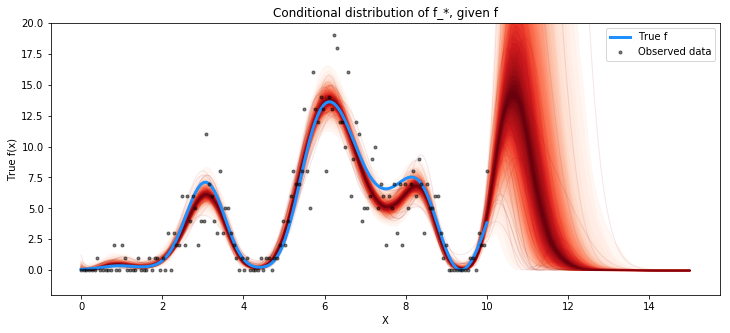 Conditional distribution of f_*, given f
True f(x)
20.0
17.5
15.0
12.5
10.0
7.5
5.0
2.5
0.0
True f
Observed data
0 2 4 6 8 10 12 14
X